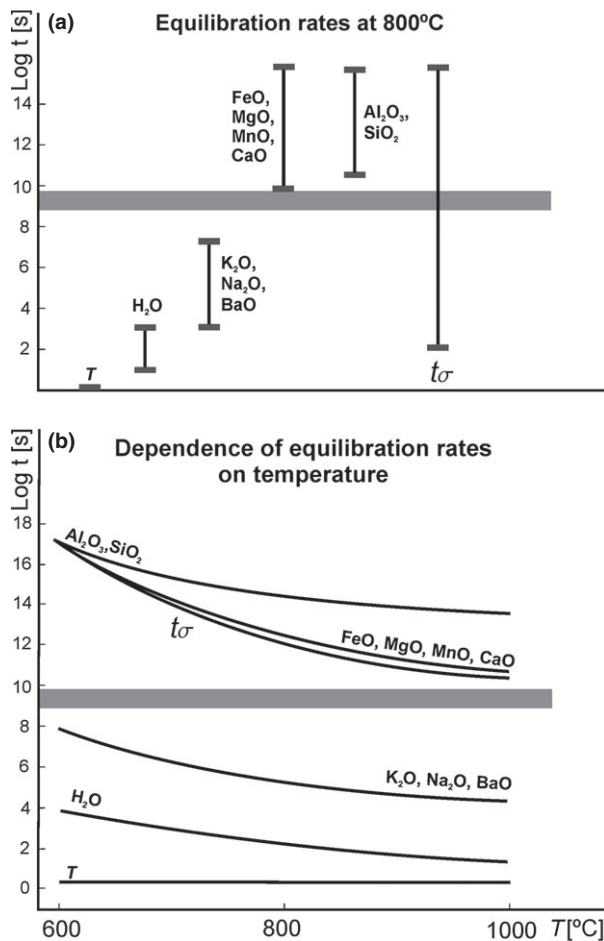 (a)
Equilibration rates at 800ºC
Log t [s]
14
12
10
8
6
4
2
T
H₂O
K₂O,
Na₂O,
BaO
FeO,
MgO,
MnO,
CaO
Al₂O₃,
SiO₂
tσ
(b)
Dependence of equilibration rates
on temperature
Log t [s]
18
16
14
12
10
8
6
4
2
0
Al₂O₃,SiO₂
tσ
FeO, MgO, MnO, CaO
K₂O, Na₂O, BaO
H₂O
T
600 800 1000 T[ºC]